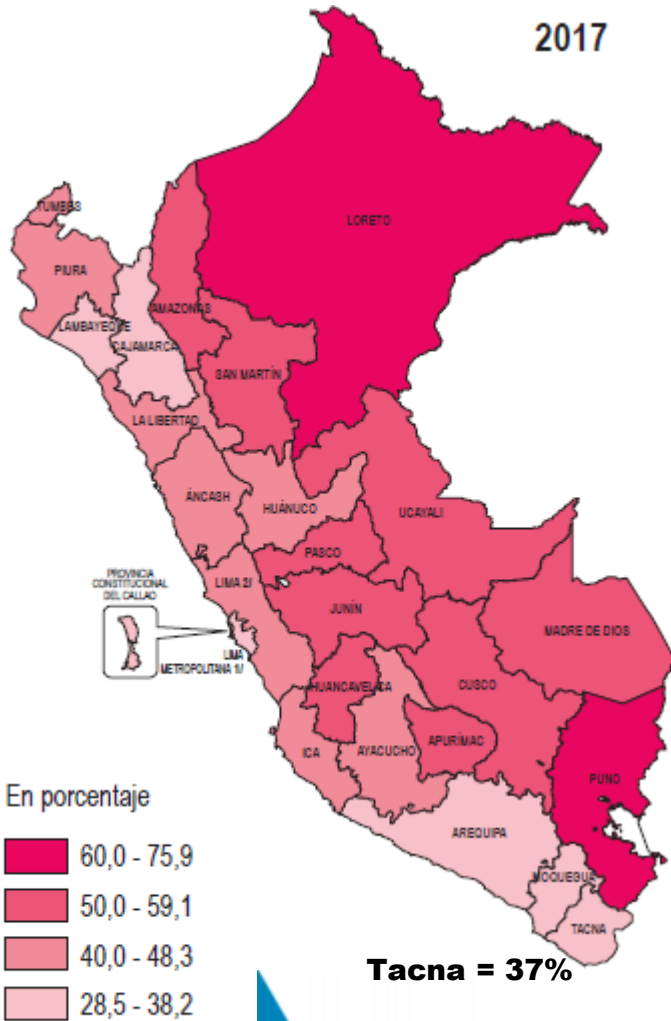 2017
LORETO
TUMBES
PIURA
AMAZONAS
LAMBAYEQUE
CAJAMARCA
SAN MARTÍN
LA LIBERTAD
ÁNCASH
HUÁNUCO
UCAYALI
PASCO
PROVINCIA
CONSTITUCIONAL
DEL CALLAO
LIMA 2/
JUNÍN
MADRE DE DIOS
LIMA
METROPOLITANA 1/
HUANCAVELICA
CUSCO
APURÍMAC
ICA
AYACUCHO
PUNO
AREQUIPA
MOQUEGUA
TACNA
En porcentaje
60,0 - 75,9
50,0 - 59,1
40,0 - 48,3
28,5 - 38,2
Tacna = 37%